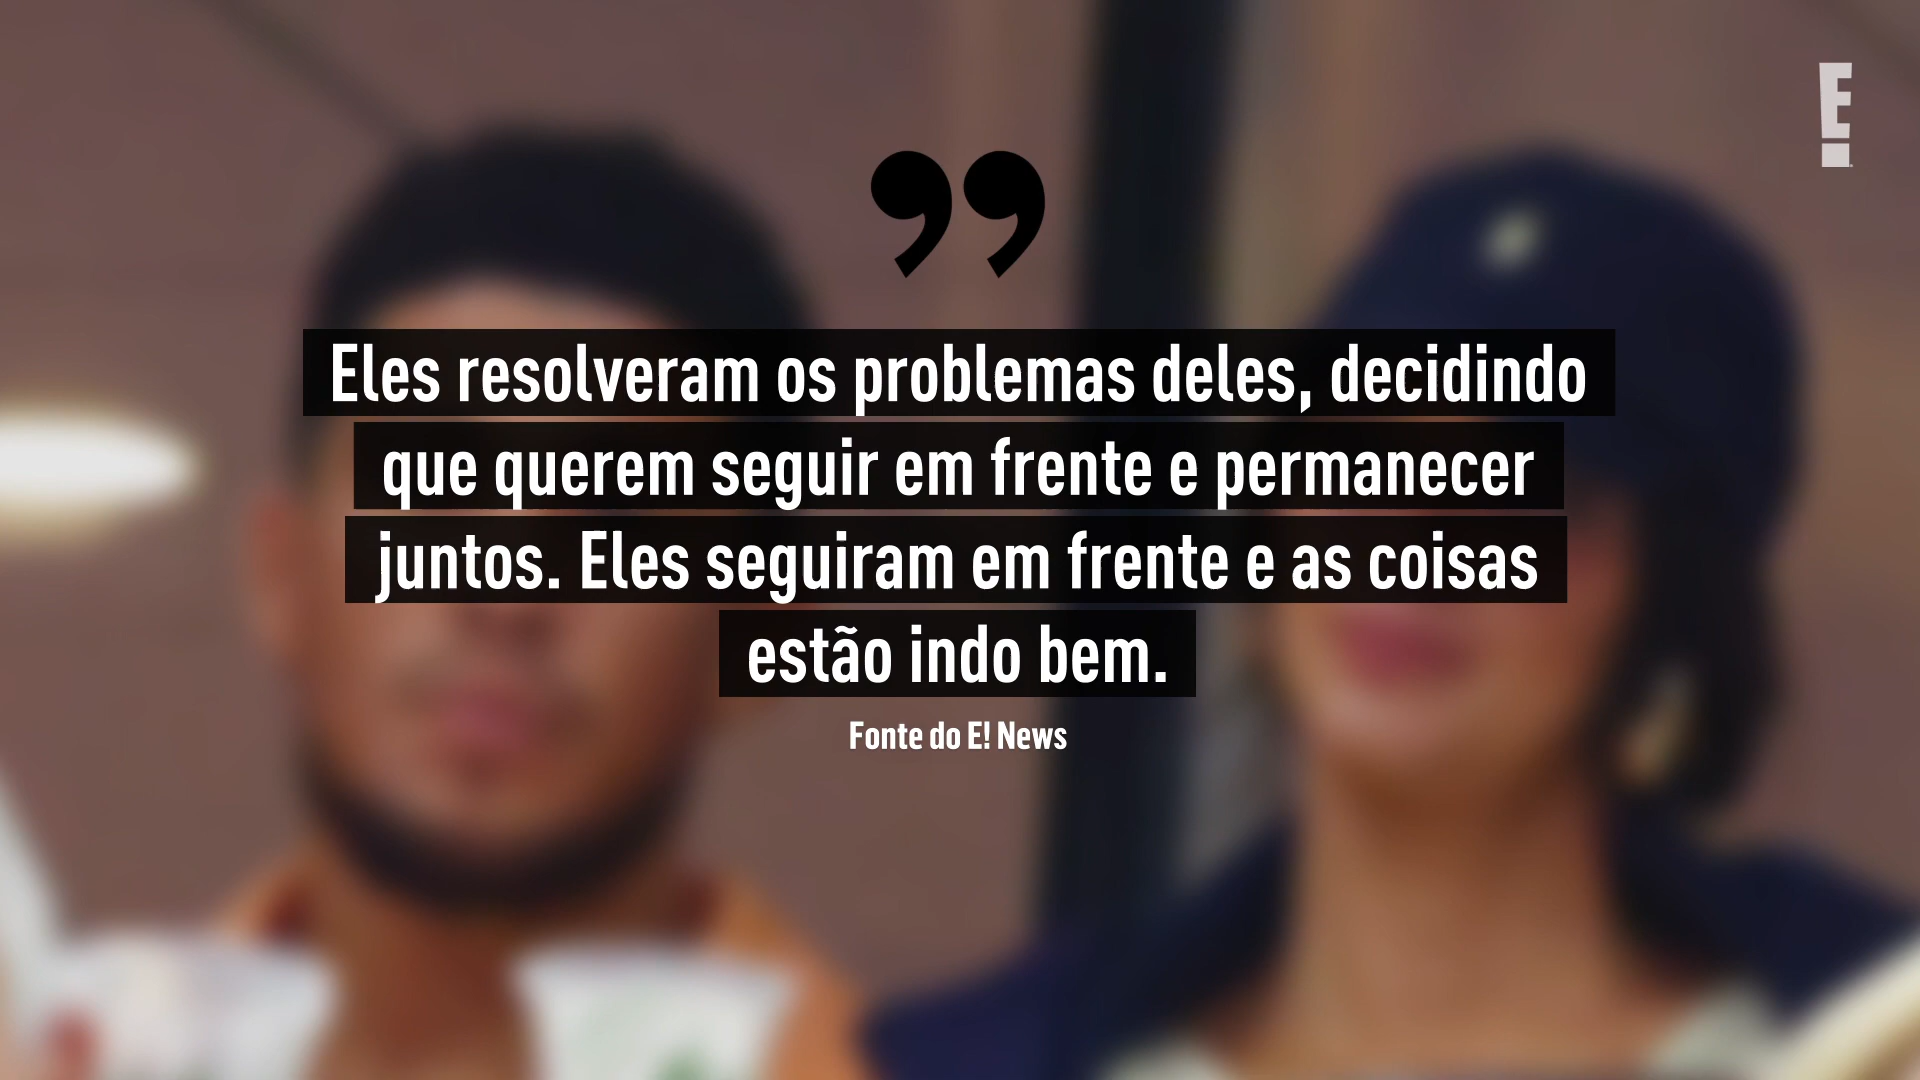 E!
”
Eles resolveram os problemas deles, decidindo
que querem seguir em frente e permanecer
juntos. Eles seguiram em frente e as coisas
estão indo bem.
Fonte do E! News